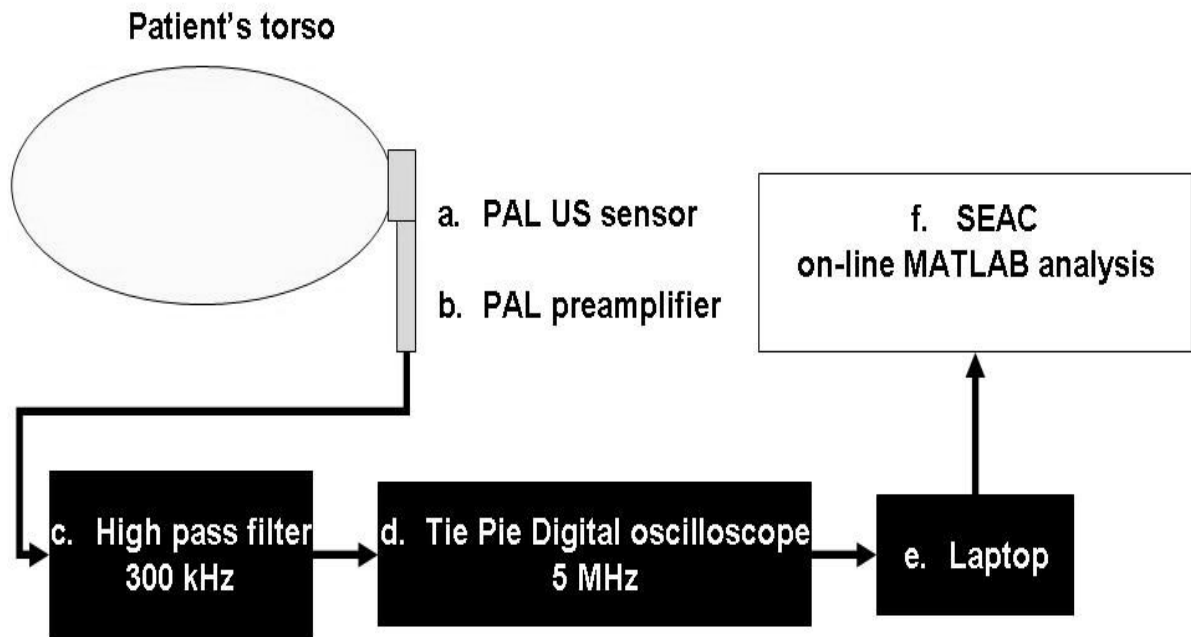 Patient's torso
a. PAL US sensor
b. PAL preamplifier
f. SEAC
on-line MATLAB analysis
c. High pass filter
300 kHz
d. Tie Pie Digital oscilloscope
5 MHz
e. Laptop